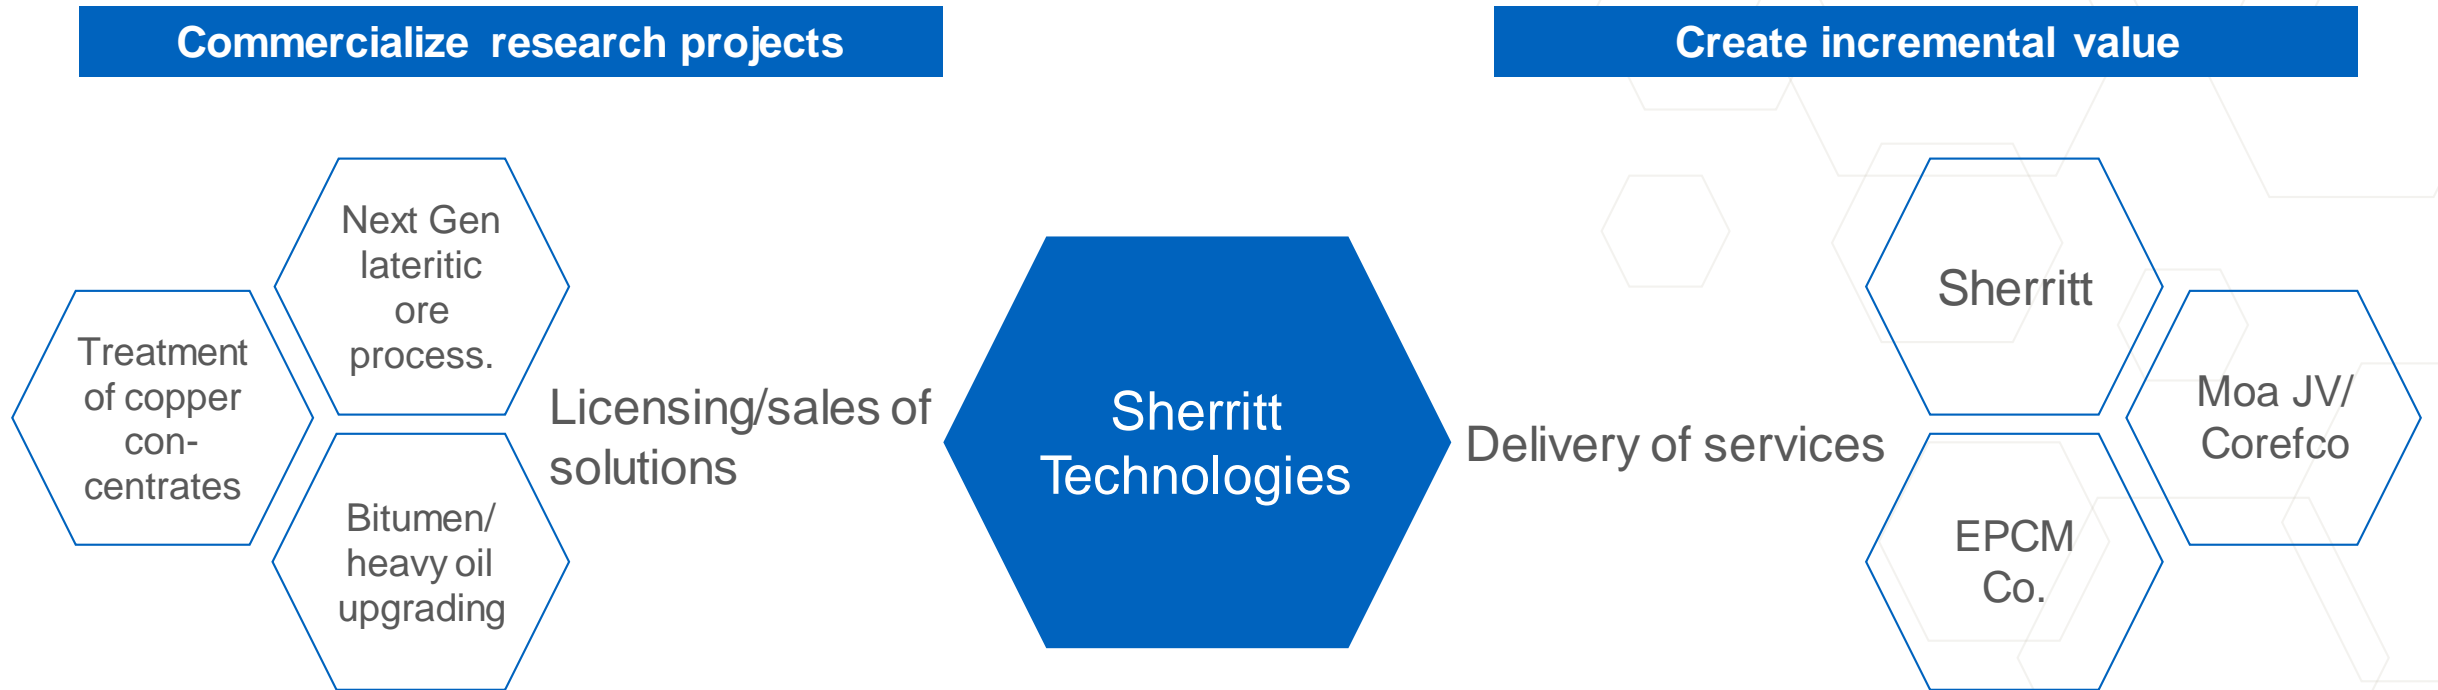 Commercialize research projects
Create incremental value
Next Gen
lateritic
ore
process.
Treatment
of copper
con-
centrates
Bitumen/
heavy oil
upgrading
Licensing/sales of
solutions
Sherritt
Technologies
Delivery of services
Sherritt
Moa JV/
Corefco
EPCM
Co.